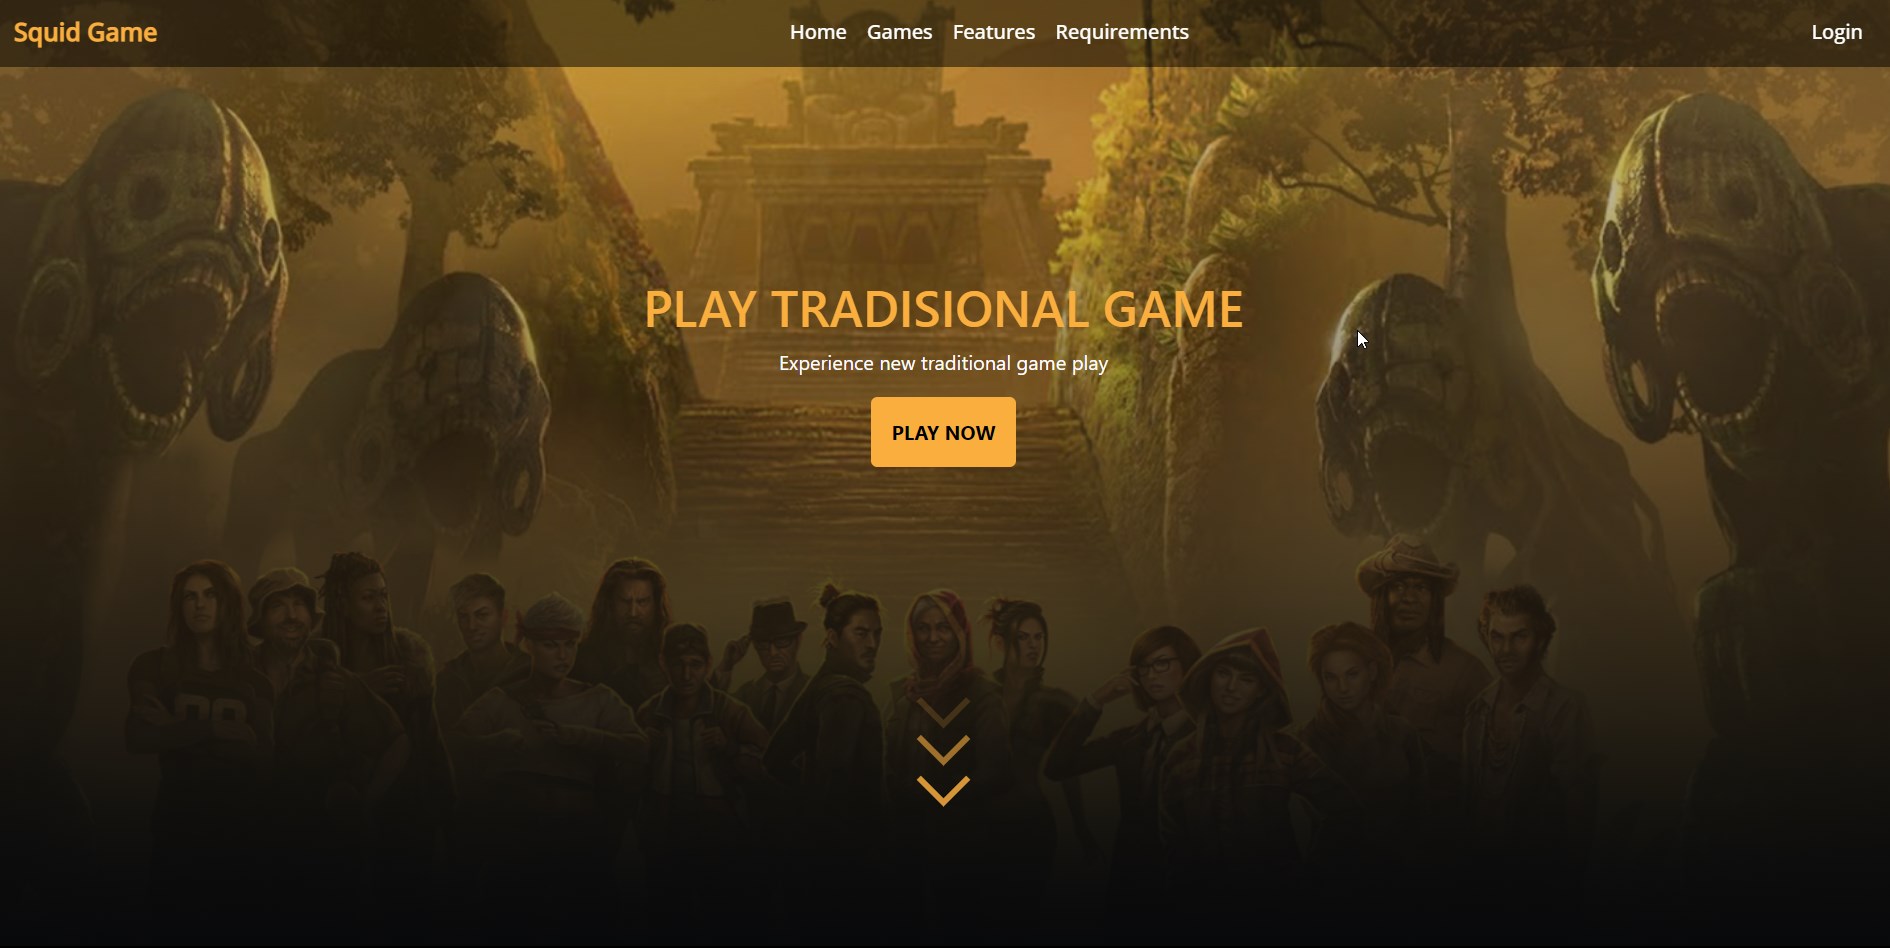 Squid Game
Home Games Features Requirements
Login
PLAY TRADISIONAL GAME
Experience new traditional game play
PLAY NOW